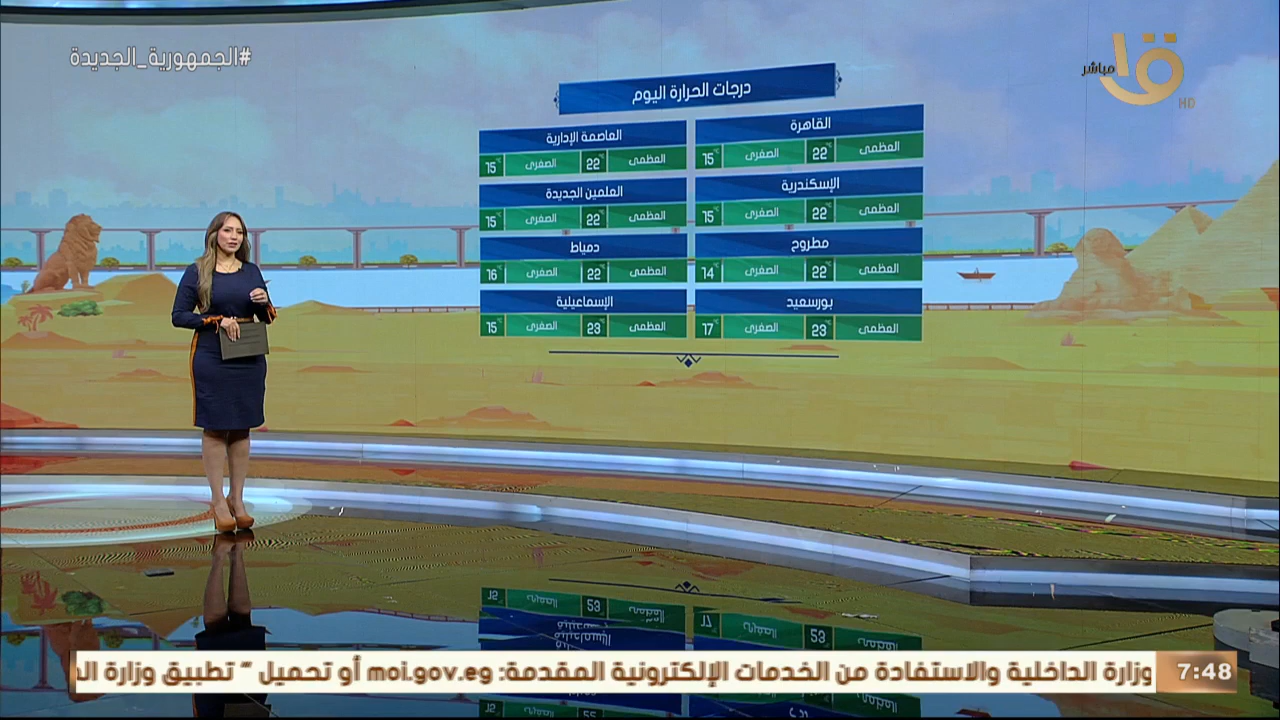 #الجمهورية_الجديدة
مباشر
HD
درجات الحرارة اليوم
القاهرة
العظمى 22°c الصغرى 15°c
العاصمة الإدارية
العظمى 22°c الصغرى 15°c
الإسكندرية
العظمى 22°c الصغرى 15°c
العلمين الجديدة
العظمى 22°c الصغرى 15°c
مطروح
العظمى 22°c الصغرى 14°c
دمياط
العظمى 22°c الصغرى 16°c
بورسعيد
العظمى 23°c الصغرى 17°c
الإسماعيلية
العظمى 23°c الصغرى 15°c
7:48
وزارة الداخلية والاستفادة من الخدمات الإلكترونية المقدمة: moi.gov.eg أو تحميل " تطبيق وزارة الد